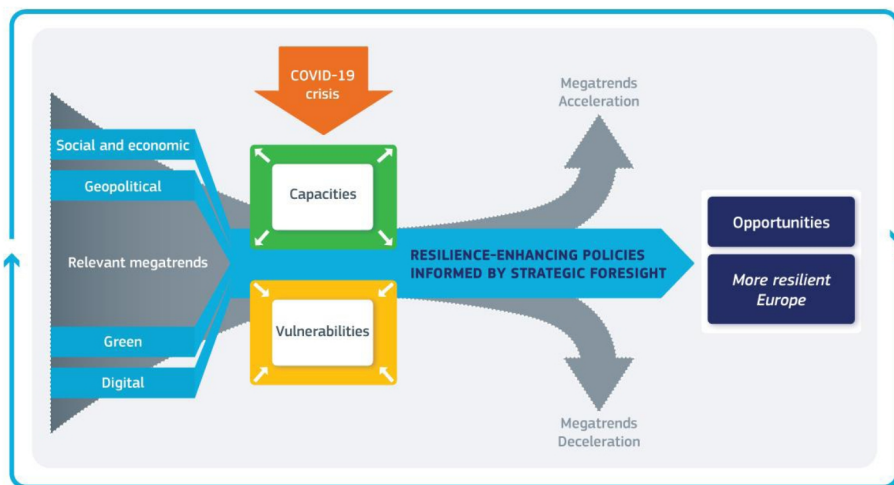 COVID-19
crisis
Megatrends
Acceleration
Social and economic
Geopolitical
Capacities
Relevant megatrends
RESILIENCE-ENHANCING POLICIES
INFORMED BY STRATEGIC FORESIGHT
Opportunities
More resilient
Europe
Vulnerabilities
Green
Digital
Megatrends
Deceleration